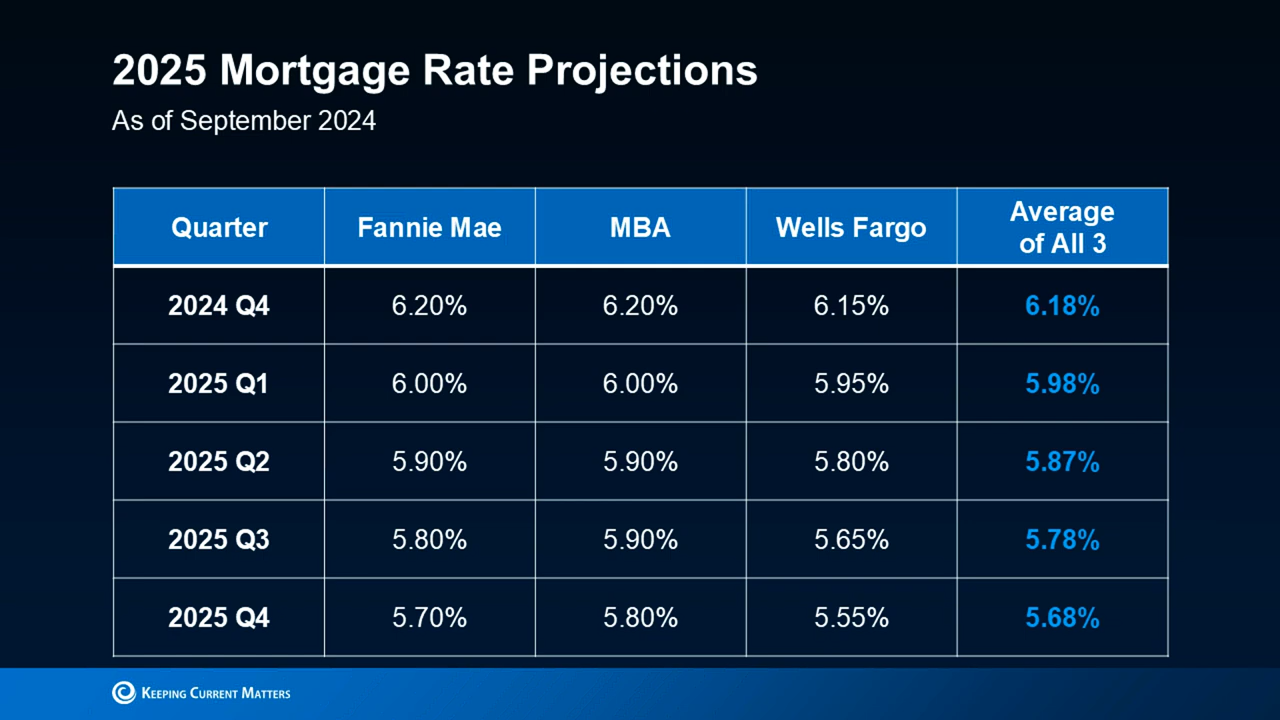 2025 Mortgage Rate Projections
As of September 2024
Quarter Fannie Mae MBA Wells Fargo Average of All 3
2024 Q4 6.20% 6.20% 6.15% 6.18%
2025 Q1 6.00% 6.00% 5.95% 5.98%
2025 Q2 5.90% 5.90% 5.80% 5.87%
2025 Q3 5.80% 5.90% 5.65% 5.78%
2025 Q4 5.70% 5.80% 5.55% 5.68%
KEEPING CURRENT MATTERS